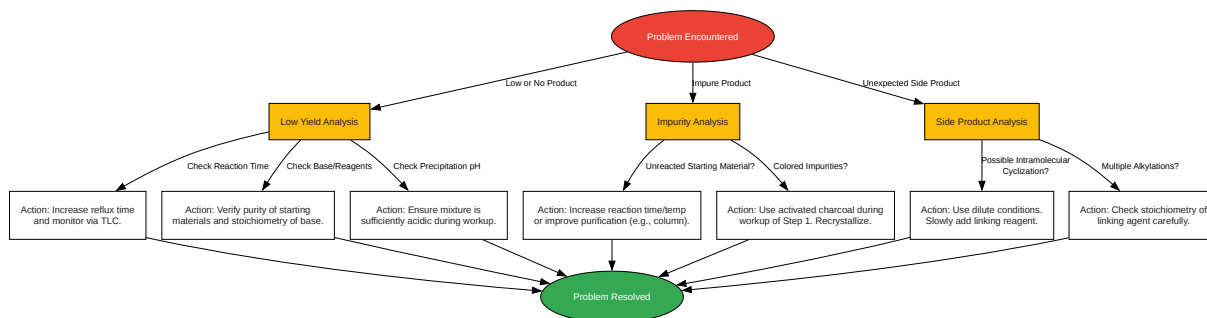 Problem Encountered
Low or No Product
Impure Product
Unexpected Side Product
Low Yield Analysis
Impurity Analysis
Side Product Analysis
Check Reaction Time
Check Base/Reagents
Check Precipitation pH
Unreacted Starting Material?
Colored Impurities?
Possible Intramolecular
Cyclization?
Multiple Alkylations?
Action: Increase reflux time
and monitor via TLC.
Action: Verify purity of starting
materials and stoichiometry of base.
Action: Ensure mixture is
sufficiently acidic during workup.
Action: Increase reaction time/temp
or improve purification (e.g., column).
Action: Use activated charcoal during
workup of Step 1. Recrystallize.
Action: Use dilute conditions.
Slowly add linking reagent.
Action: Check stoichiometry of
linking agent carefully.
Problem Resolved